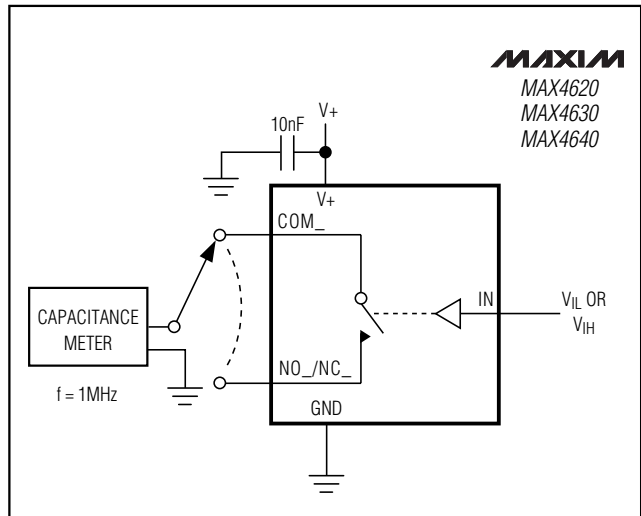 MAXIM
MAX4620
MAX4630
MAX4640
V+
10nF
V+
COM_
IN
VIL OR
VIH
CAPACITANCE
METER
NO_/NC_
f = 1MHz
GND